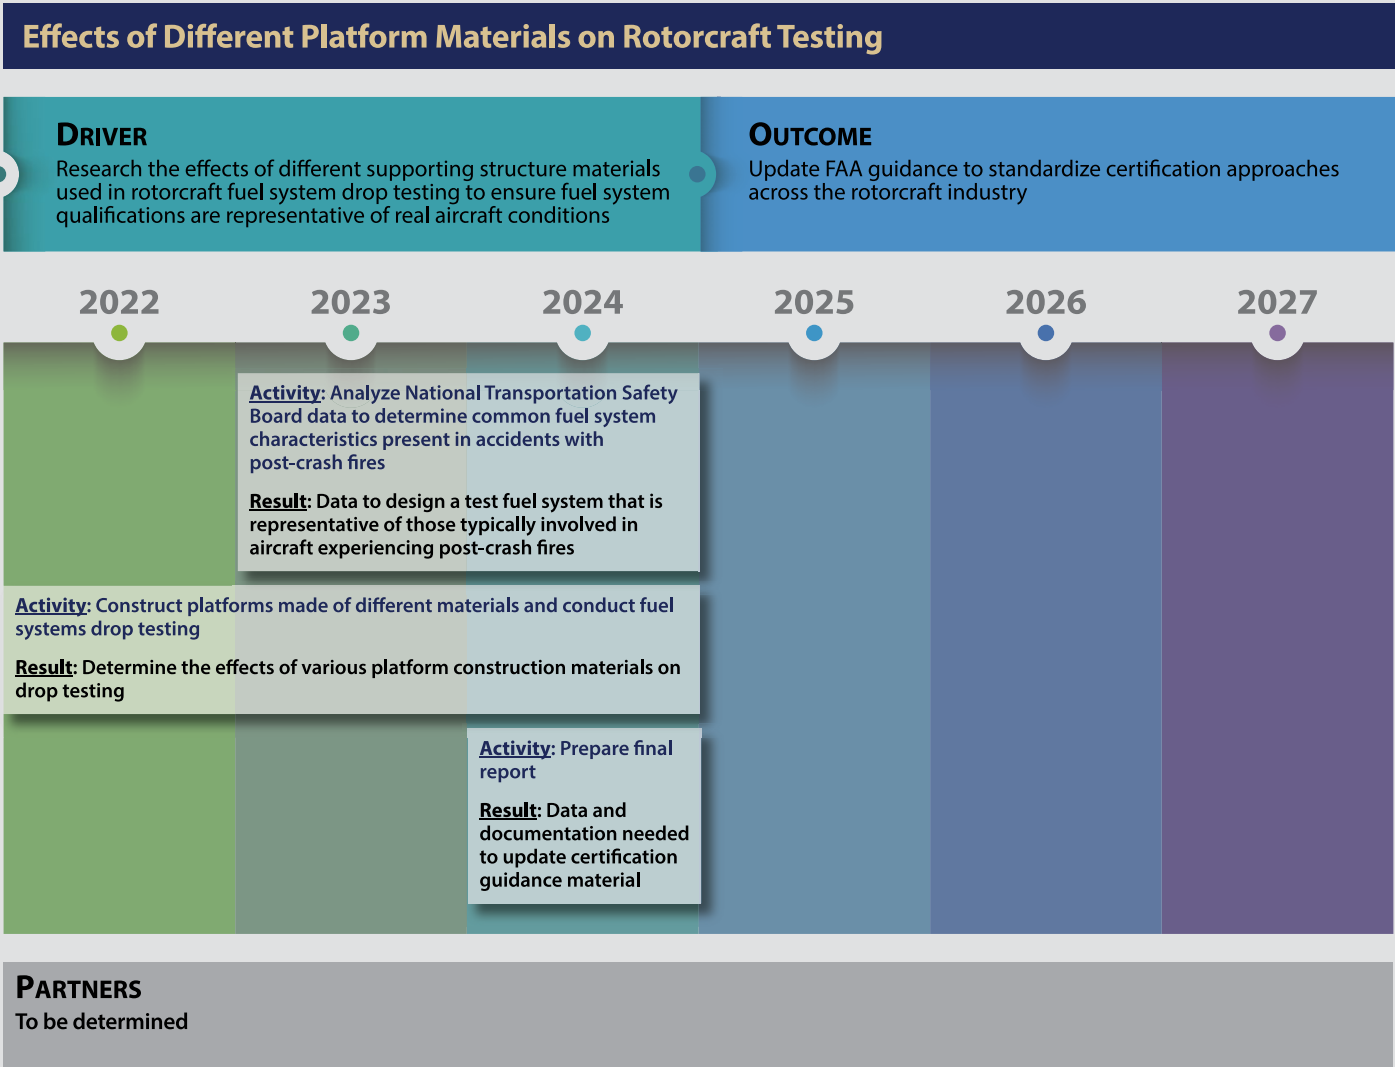 Effects of Different Platform Materials on Rotorcraft Testing
DRIVER
Research the effects of different supporting structure materials
used in rotorcraft fuel system drop testing to ensure fuel system
qualifications are representative of real aircraft conditions
OUTCOME
Update FAA guidance to standardize certification approaches
across the rotorcraft industry
2022
2023
2024
2025
2026
2027
Activity: Analyze National Transportation Safety
Board data to determine common fuel system
characteristics present in accidents with
post-crash fires
Result: Data to design a test fuel system that is
representative of those typically involved in
aircraft experiencing post-crash fires
Activity: Construct platforms made of different materials and conduct fuel
systems drop testing
Result: Determine the effects of various platform construction materials on
drop testing
Activity: Prepare final
report
Result: Data and
documentation needed
to update certification
guidance material
PARTNERS
To be determined